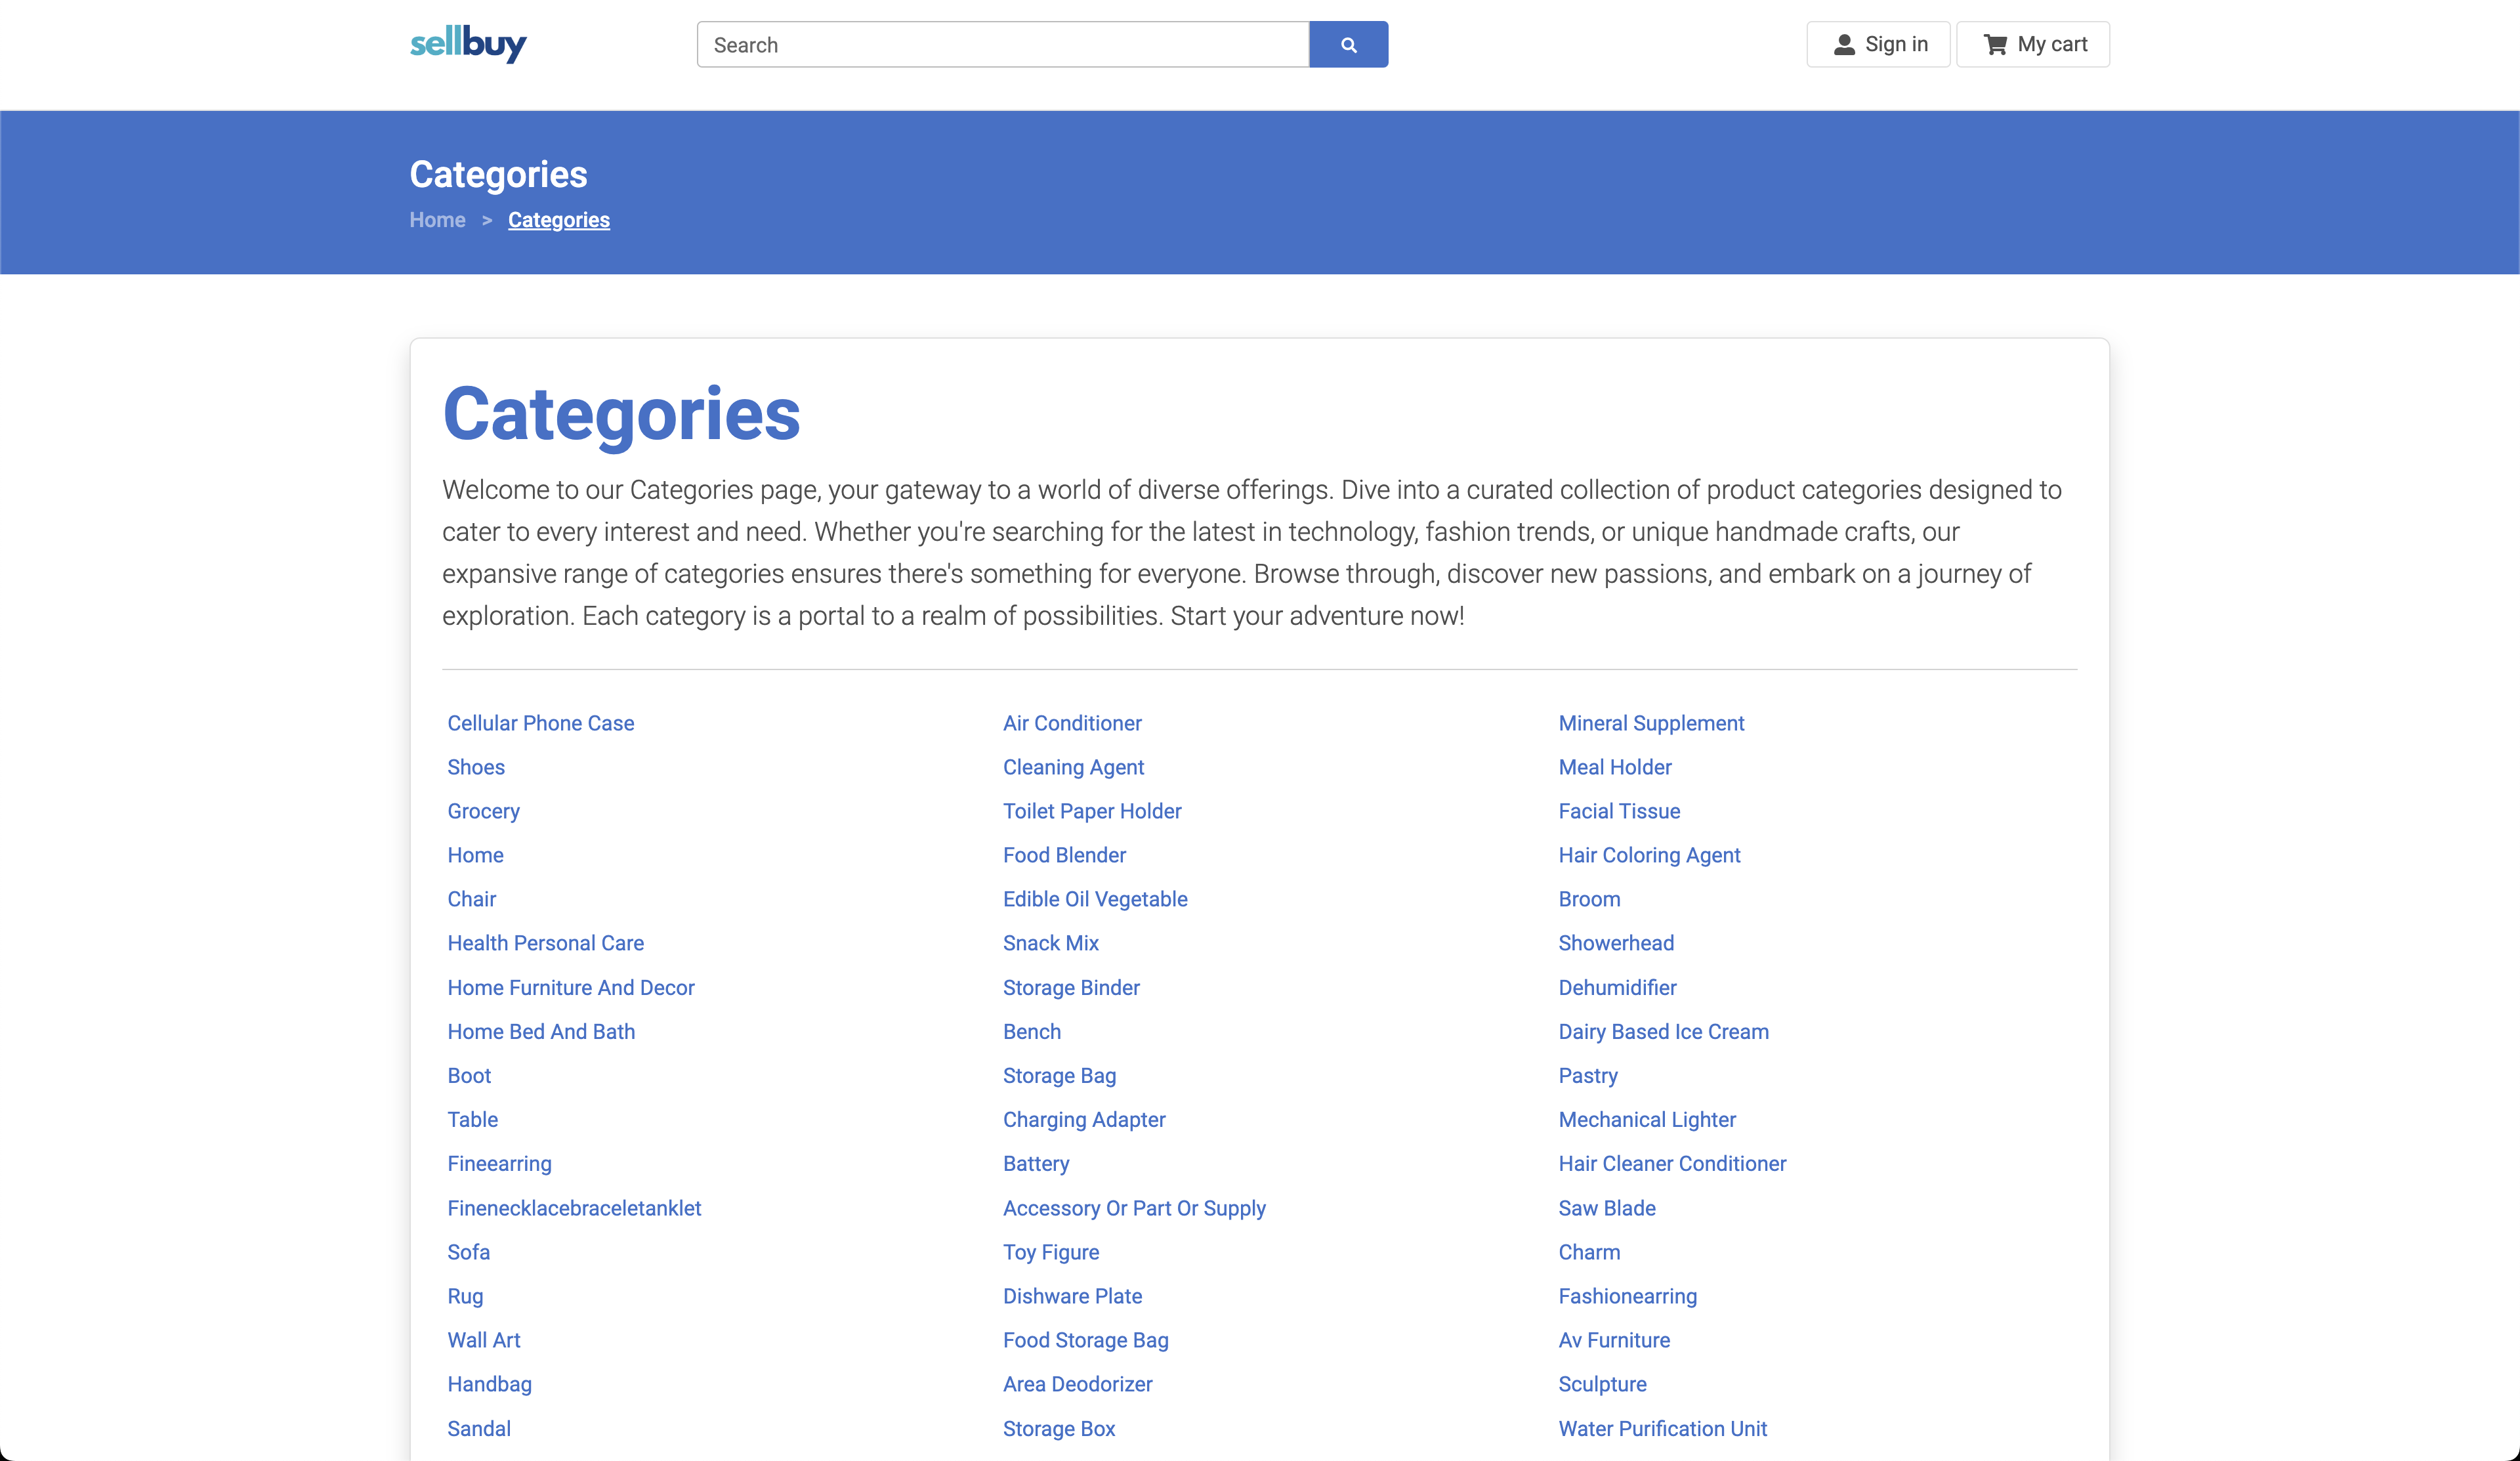 sellbuy
Search
Sign in
My cart
Categories
Home > Categories
Categories
Welcome to our Categories page, your gateway to a world of diverse offerings. Dive into a curated collection of product categories designed to
cater to every interest and need. Whether you're searching for the latest in technology, fashion trends, or unique handmade crafts, our
expansive range of categories ensures there's something for everyone. Browse through, discover new passions, and embark on a journey of
exploration. Each category is a portal to a realm of possibilities. Start your adventure now!
Cellular Phone Case
Shoes
Grocery
Home
Chair
Health Personal Care
Home Furniture And Decor
Home Bed And Bath
Boot
Table
Fineearring
Finenecklacebraceletanklet
Sofa
Rug
Wall Art
Handbag
Sandal
Air Conditioner
Cleaning Agent
Toilet Paper Holder
Food Blender
Edible Oil Vegetable
Snack Mix
Storage Binder
Bench
Storage Bag
Charging Adapter
Battery
Accessory Or Part Or Supply
Toy Figure
Dishware Plate
Food Storage Bag
Area Deodorizer
Storage Box
Mineral Supplement
Meal Holder
Facial Tissue
Hair Coloring Agent
Broom
Showerhead
Dehumidifier
Dairy Based Ice Cream
Pastry
Mechanical Lighter
Hair Cleaner Conditioner
Saw Blade
Charm
Fashionearring
Av Furniture
Sculpture
Water Purification Unit